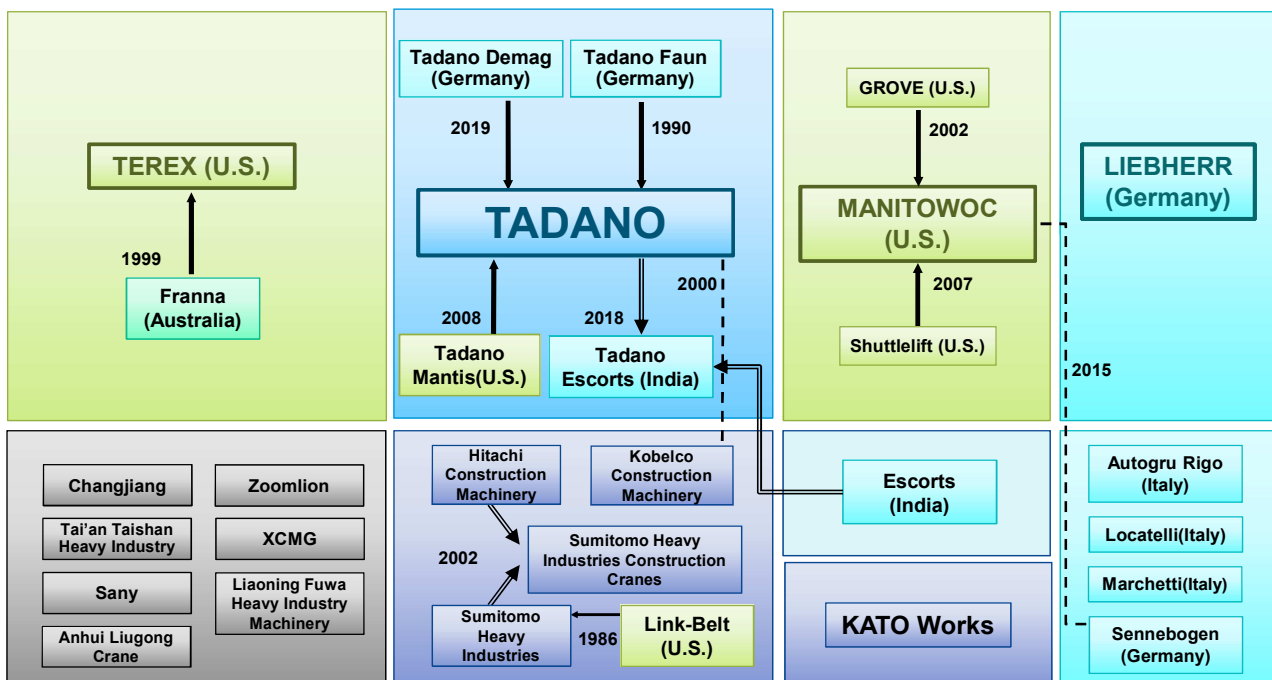 TEREX (U.S.)
1999
Franna
(Australia)
Tadano Demag
(Germany)
Tadano Faun
(Germany)
2019
1990
TADANO
2000
2008
2018
Tadano
Mantis(U.S.)
Tadano
Escorts (India)
GROVE (U.S.)
2002
MANITOWOC
(U.S.)
2007
Shuttlelift (U.S.)
LIEBHERR
(Germany)
2015
Changjiang
Zoomlion
Tai’an Taishan
Heavy Industry
XCMG
Sany
Liaoning Fuwa
Heavy Industry
Machinery
Anhui Liugong
Crane
Hitachi
Construction
Machinery
Kobelco
Construction
Machinery
2002
Sumitomo Heavy
Industries Construction
Cranes
Sumitomo
Heavy
Industries
1986
Link-Belt
(U.S.)
Escorts
(India)
KATO Works
Autogru Rigo
(Italy)
Locatelli(Italy)
Marchetti(Italy)
Sennebogen
(Germany)